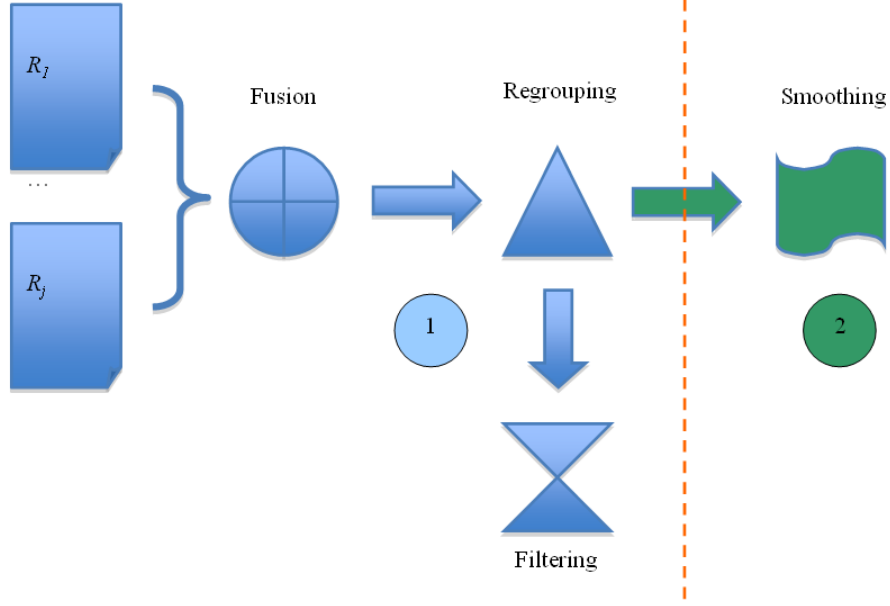 R1
...
Rj
Fusion
Regrouping
Smoothing
1
2
Filtering